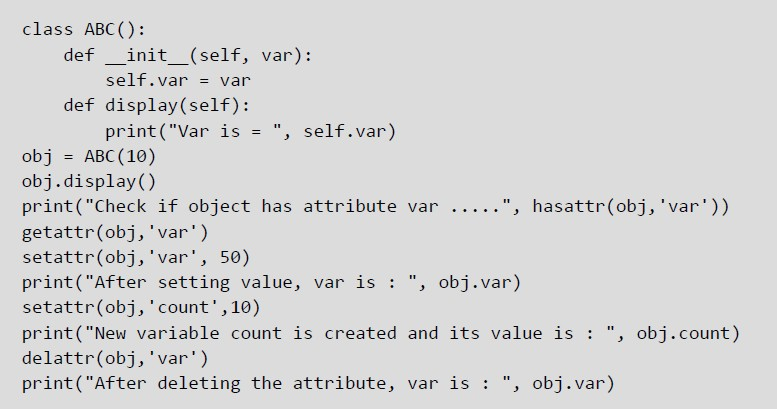 class ABC():
    def __init__(self, var):
        self.var = var
    def display(self):
        print("Var is = ", self.var)
obj = ABC(10)
obj.display()
print("Check if object has attribute var .....", hasattr(obj,'var'))
getattr(obj,'var')
setattr(obj,'var', 50)
print("After setting value, var is : ", obj.var)
setattr(obj,'count',10)
print("New variable count is created and its value is : ", obj.count)
delattr(obj,'var')
print("After deleting the attribute, var is : ", obj.var)